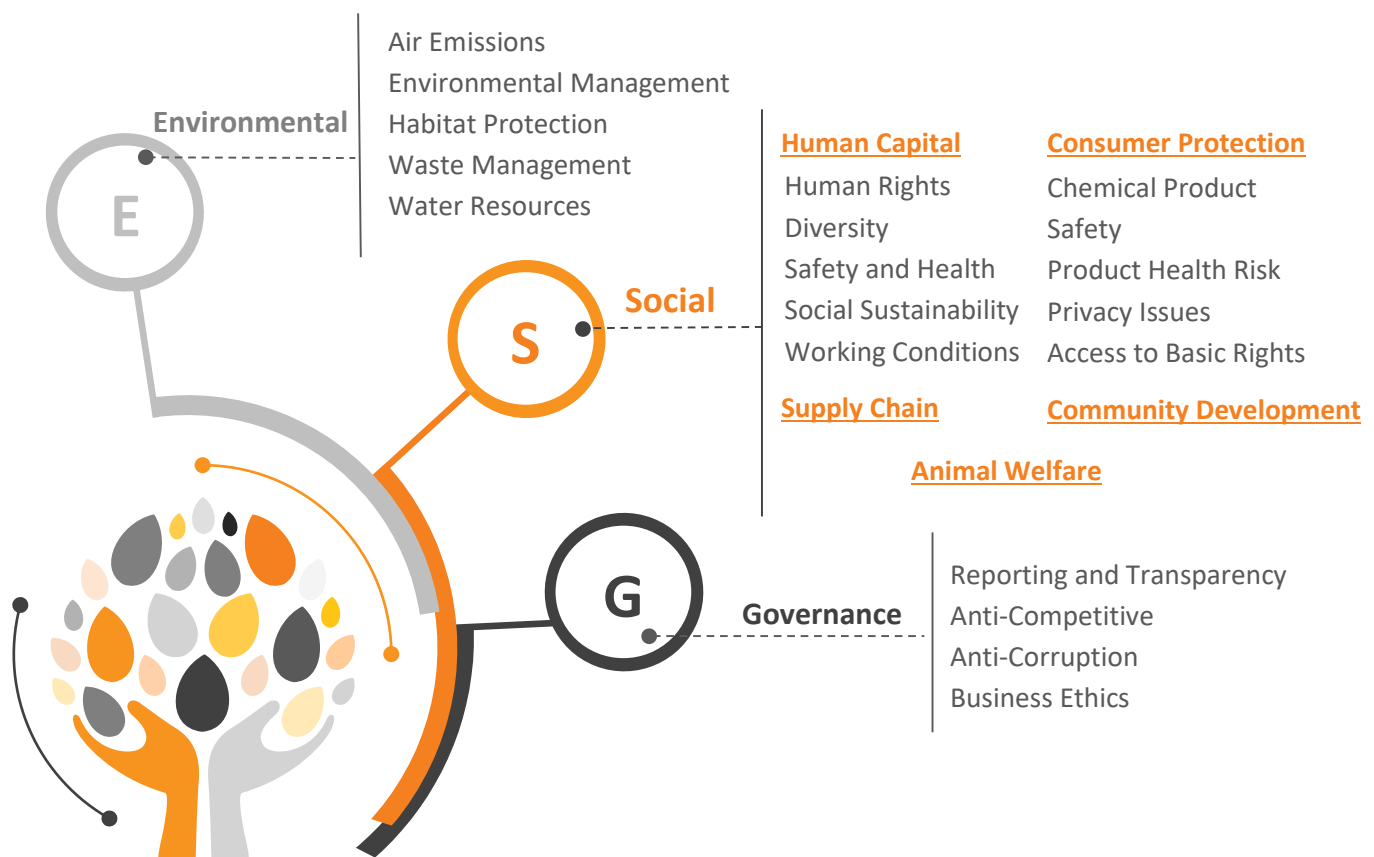 Environmental
E
Air Emissions
Environmental Management
Habitat Protection
Waste Management
Water Resources
Social
S
Human Capital
Human Rights
Diversity
Safety and Health
Social Sustainability
Working Conditions
Consumer Protection
Chemical Product
Safety
Product Health Risk
Privacy Issues
Access to Basic Rights
Supply Chain
Community Development
Animal Welfare
G
Governance
Reporting and Transparency
Anti-Competitive
Anti-Corruption
Business Ethics